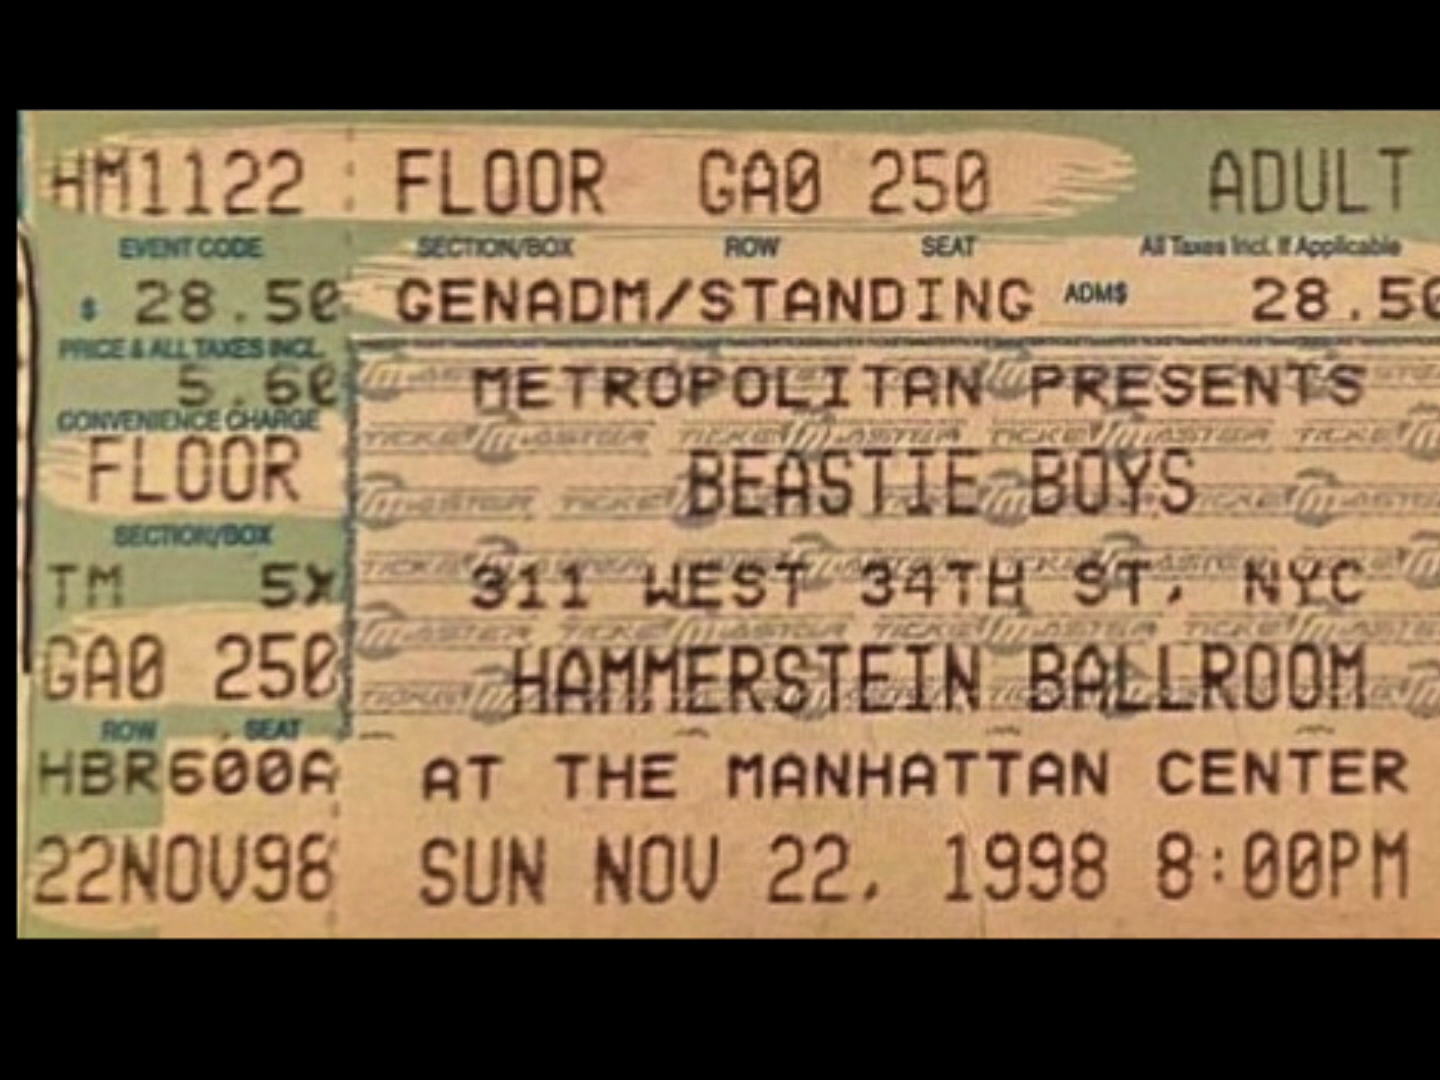 HM1122 FLOOR GA0 250 ADULT
EVENT CODE SECTION/BOX ROW SEAT All Taxes Incl. If Applicable
$ 28.50 GENADM/STANDING ADM$ 28.50
PRICE & ALL TAXES INCL.
5.60 METROPOLITAN PRESENTS
CONVENIENCE CHARGE
FLOOR BEASTIE BOYS
SECTION/BOX
TM 5X 311 WEST 34TH ST, NYC
GA0 250 HAMMERSTEIN BALLROOM
ROW SEAT
HBR600A AT THE MANHATTAN CENTER
22NOV98 SUN NOV 22, 1998 8:00PM